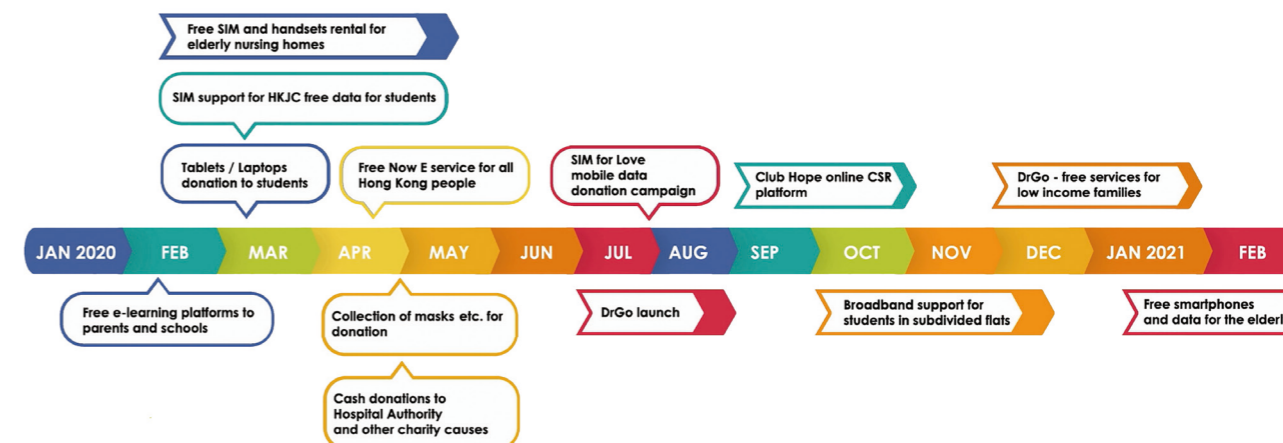 Free SIM and handsets rental for
elderly nursing homes
SIM support for HKJC free data for students
Tablets / Laptops
donation to students
Free Now E service for all
Hong Kong people
SIM for Love
mobile data
donation campaign
Club Hope online CSR
platform
DrGo - free services for
low income families
JAN 2020
FEB
MAR
APR
MAY
JUN
JUL
AUG
SEP
OCT
NOV
DEC
JAN 2021
FEB
Free e-learning platforms to
parents and schools
Collection of masks etc. for
donation
Cash donations to
Hospital Authority
and other charity causes
DrGo launch
Broadband support for
students in subdivided flats
Free smartphones
and data for the elderl